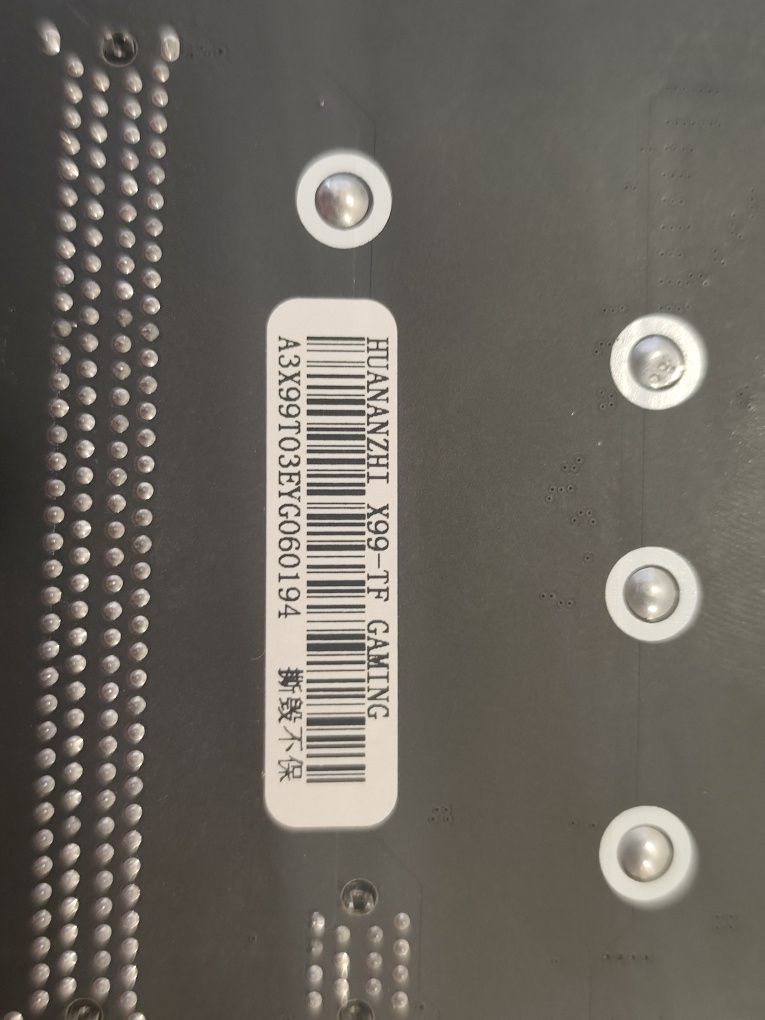 HUANANZHI X99-TF GAMING
A3X99T03EYG060194 撕毁不保